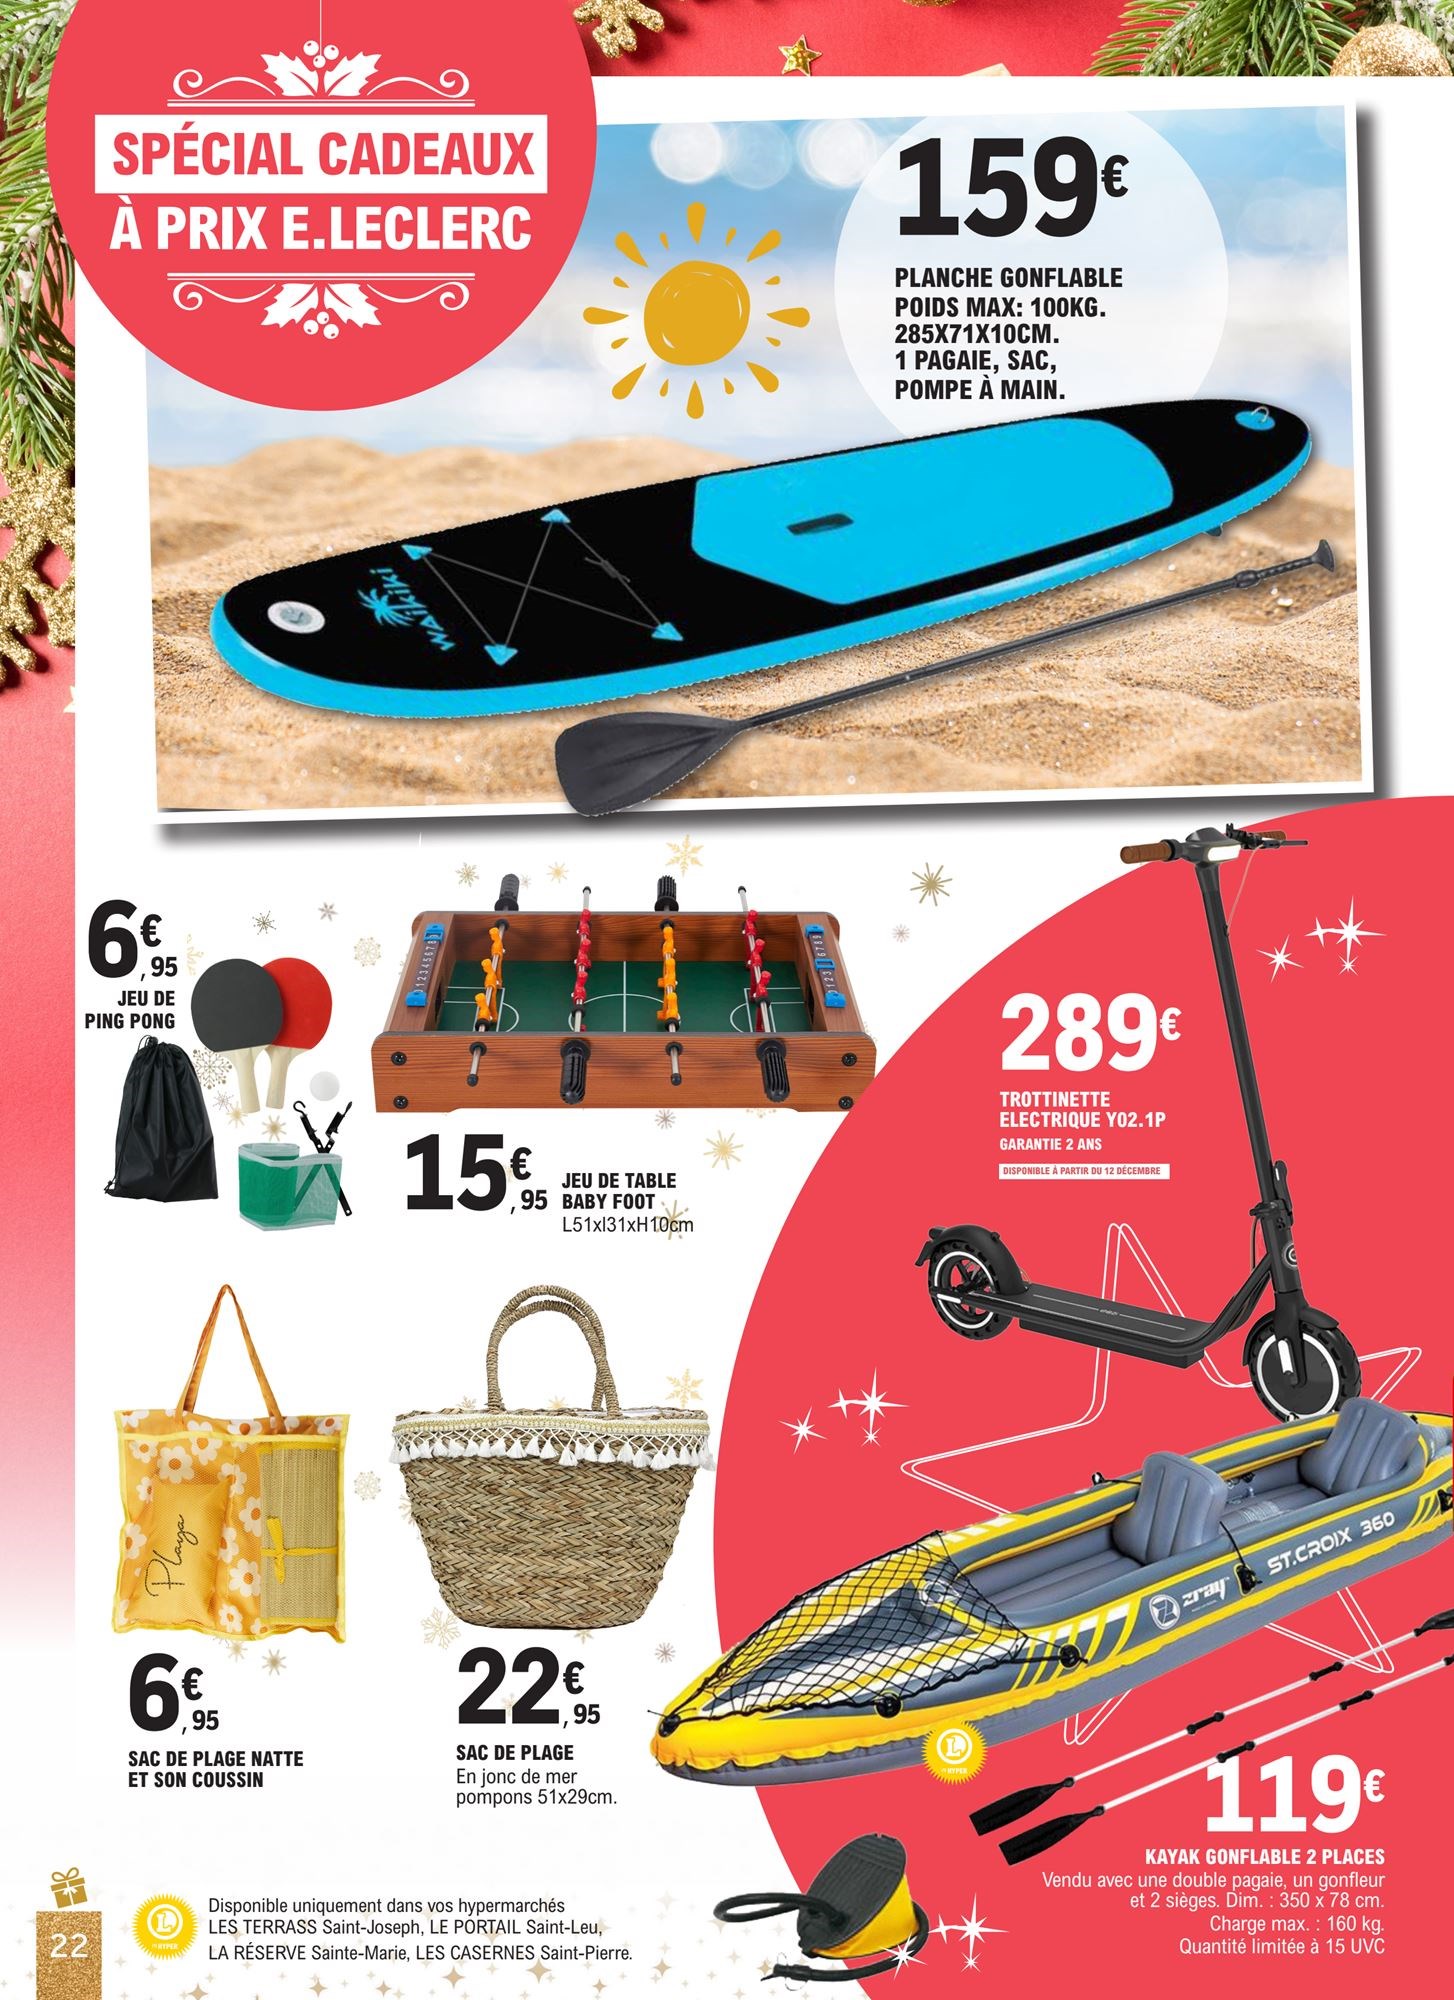 SPÉCIAL CADEAUX
À PRIX E.LECLERC
159€
PLANCHE GONFLABLE
POIDS MAX: 100KG.
285X71X10CM.
1 PAGAIE, SAC,
POMPE À MAIN.
waikiki
6€,95
JEU DE
PING PONG
15€,95
JEU DE TABLE
BABY FOOT
L51xl31xH10cm
289€
TROTTINETTE
ELECTRIQUE Y02.1P
GARANTIE 2 ANS
DISPONIBLE À PARTIR DU 12 DÉCEMBRE
Playa
6€,95
SAC DE PLAGE NATTE
ET SON COUSSIN
22€,95
SAC DE PLAGE
En jonc de mer
pompons 51x29cm.
zray
ST.CROIX 360
L
HYPER
119€
KAYAK GONFLABLE 2 PLACES
Vendu avec une double pagaie, un gonfleur
et 2 sièges. Dim. : 350 x 78 cm.
Charge max. : 160 kg.
Quantité limitée à 15 UVC
22
L
HYPER
Disponible uniquement dans vos hypermarchés
LES TERRASS Saint-Joseph, LE PORTAIL Saint-Leu,
LA RÉSERVE Sainte-Marie, LES CASERNES Saint-Pierre.